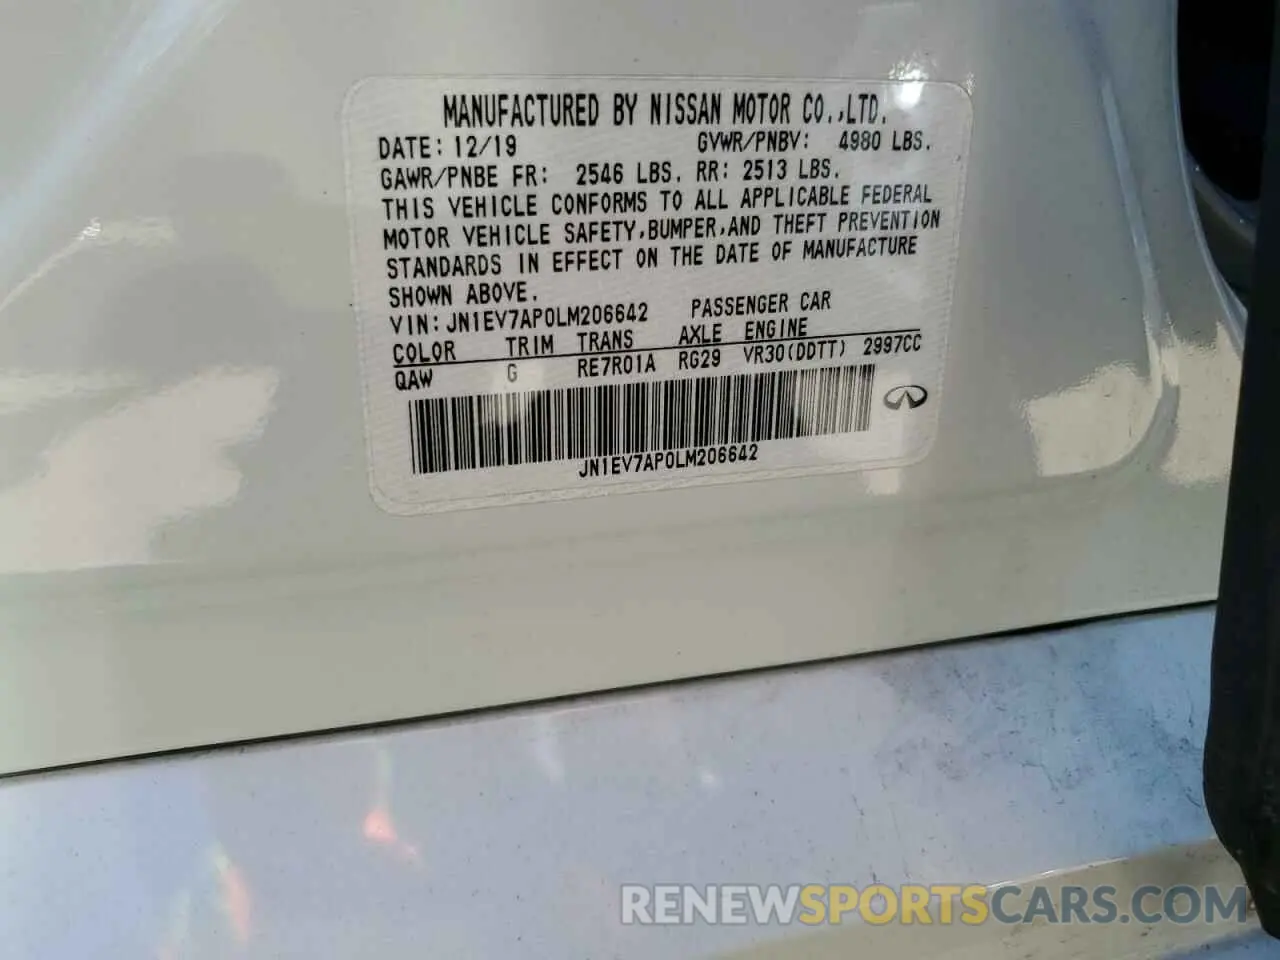 MANUFACTURED BY NISSAN MOTOR CO.,LTD.
DATE: 12/19 GVWR/PNBV: 4980 LBS.
GAWR/PNBE FR: 2546 LBS. RR: 2513 LBS.
THIS VEHICLE CONFORMS TO ALL APPLICABLE FEDERAL
MOTOR VEHICLE SAFETY,BUMPER,AND THEFT PREVENTION
STANDARDS IN EFFECT ON THE DATE OF MANUFACTURE
SHOWN ABOVE.
VIN: JN1EV7AP0LM206642 PASSENGER CAR
COLOR TRIM TRANS AXLE ENGINE
QAW G RE7R01A RG29 VR30(DDTT) 2997CC
JN1EV7AP0LM206642
RENEWSPORTSCARS.COM